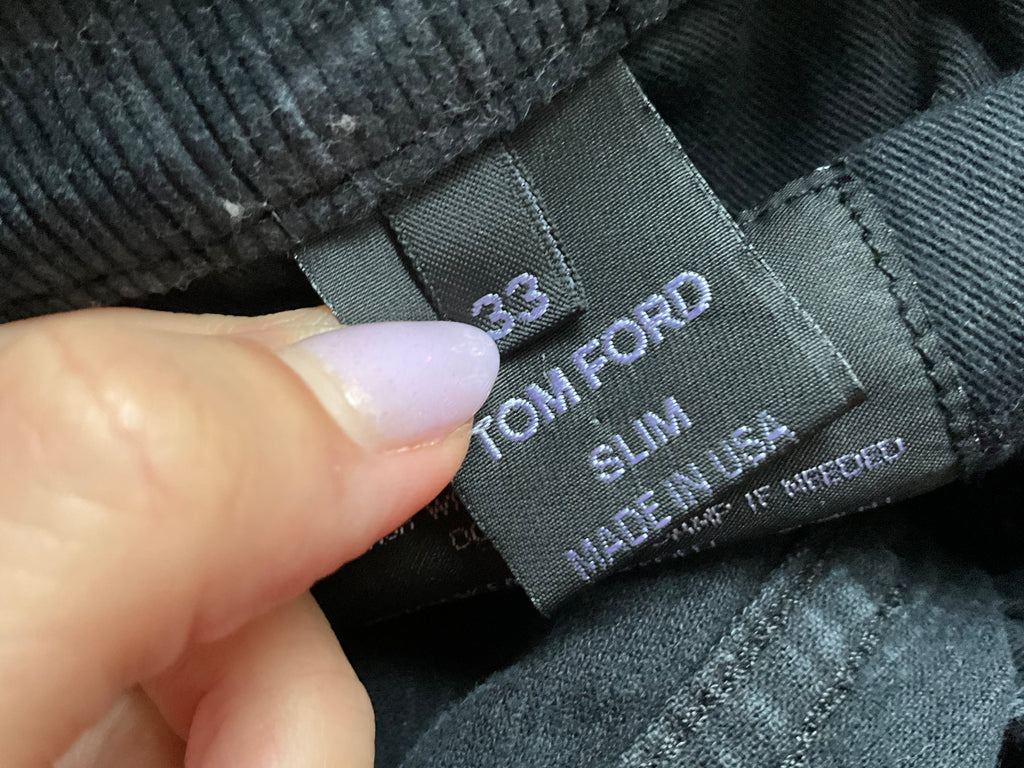 33
TOM FORD
SLIM
MADE IN USA
IF NEEDED